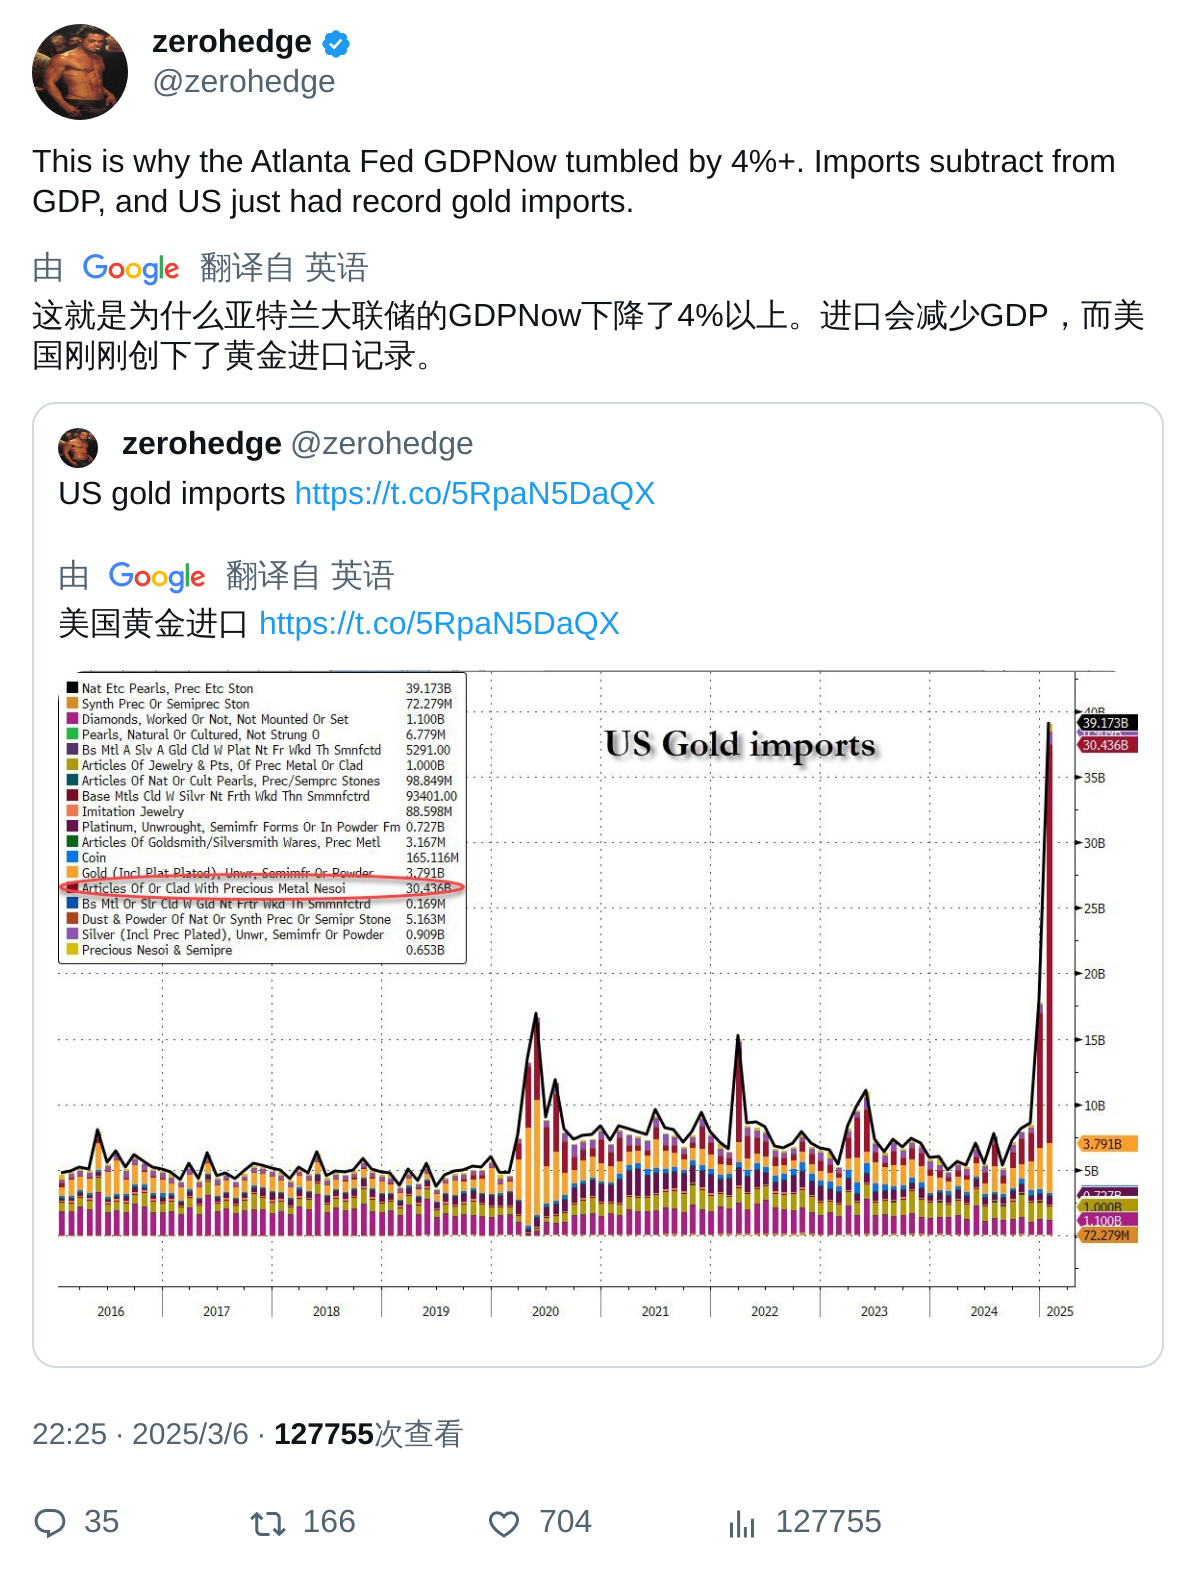 zerohedge
@zerohedge
This is why the Atlanta Fed GDPNow tumbled by 4%+. Imports subtract from
GDP, and US just had record gold imports.
由 Google 翻译自 英语
这就是为什么亚特兰大联储的GDPNow下降了4%以上。进口会减少GDP，而美
国刚刚创下了黄金进口记录。
zerohedge @zerohedge
US gold imports https://t.co/5RpaN5DaQX
由 Google 翻译自 英语
美国黄金进口 https://t.co/5RpaN5DaQX
US Gold imports
Nat Etc Pearls, Prec Etc Ston 39.173B
Synth Prec Or Semiprec Ston 72.279M
Diamonds, Worked Or Not, Not Mounted Or Set 1.100B
Pearls, Natural Or Cultured, Not Strung O 6.779M
Bs Mtl A Slv A Gld Cld W Plat Nt Fr Wkd Th Smnfctd 5291.00
Articles Of Jewelry & Pts, Of Prec Metal Or Clad 1.000B
Articles Of Nat Or Cult Pearls, Prec/Semprc Stones 98.849M
Base Mtls Cld W Silvr Nt Frth Wkd Thn Smmnfctrd 93401.00
Imitation Jewelry 88.598M
Platinum, Unwrought, Semimfr Forms Or In Powder Fm 0.727B
Articles Of Goldsmith/Silversmith Wares, Prec Metl 3.167M
Coin 165.116M
Gold (Incl Plat Plated), Unwr, Semimfr Or Powder 3.791B
Articles Of Or Clad With Precious Metal Nesoi 30.436B
Bs Mtl Or Slr Cld W Gld Nt Frtr Wkd Th Smmnfctrd 0.169M
Dust & Powder Of Nat Or Synth Prec Or Semipr Stone 5.163M
Silver (Incl Prec Plated), Unwr, Semimfr Or Powder 0.909B
Precious Nesoi & Semipre 0.653B
40B
39.173B
30.436B
35B
30B
25B
20B
15B
10B
3.791B
5B
0.727B
1.000B
1.100B
72.279M
2016 2017 2018 2019 2020 2021 2022 2023 2024 2025
22:25 · 2025/3/6 · 127755次查看
35 166 704 127755